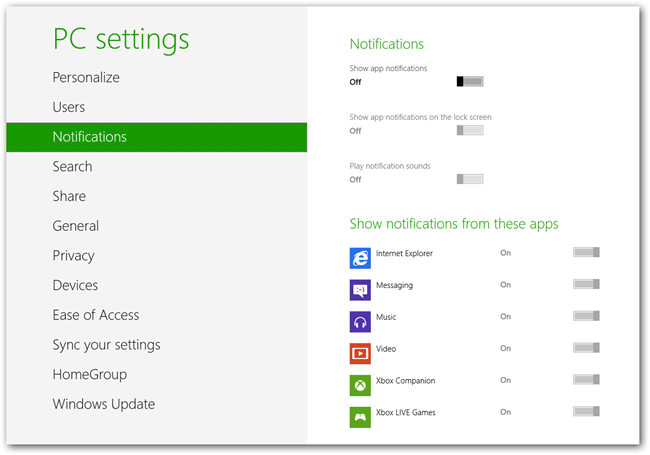 PC settings
Personalize
Users
Notifications
Search
Share
General
Privacy
Devices
Ease of Access
Sync your settings
HomeGroup
Windows Update
Notifications
Show app notifications
Off
Show app notifications on the lock screen
Off
Play notification sounds
Off
Show notifications from these apps
Internet Explorer On
Messaging On
Music On
Video On
Xbox Companion On
Xbox LIVE Games On